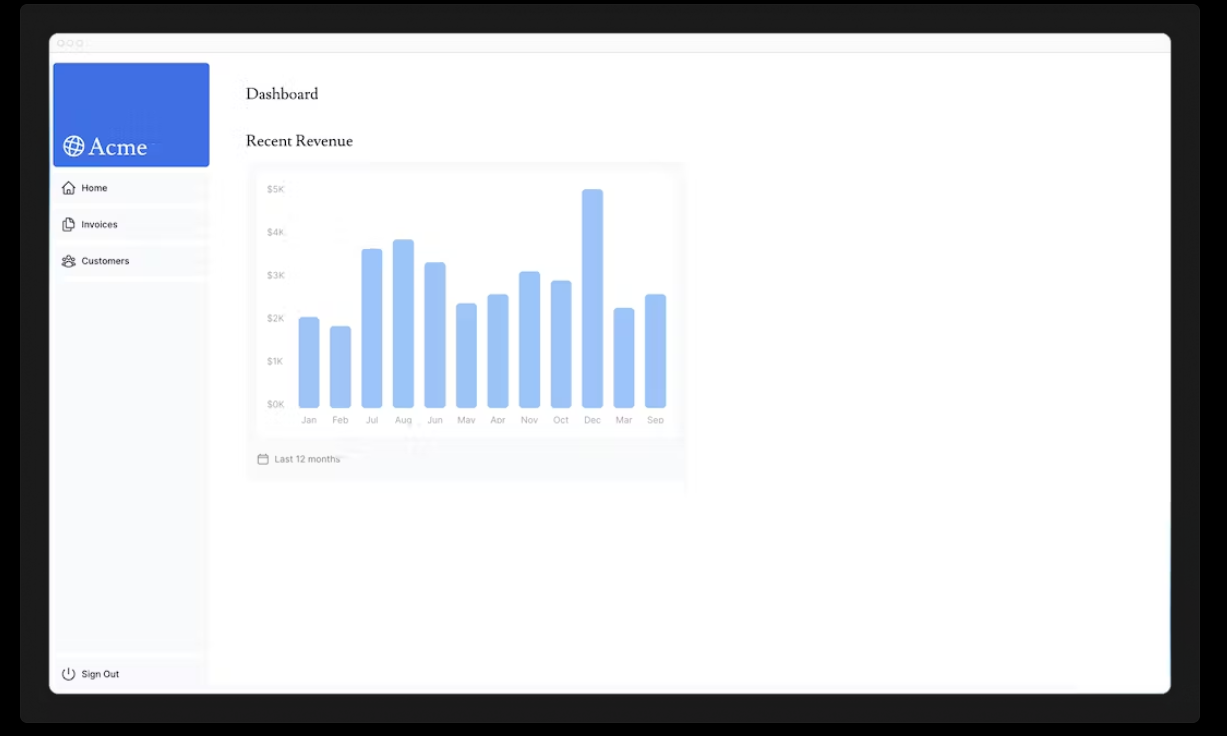 Acme
Home
Invoices
Customers
Sign Out
Dashboard
Recent Revenue
$5K
$4K
$3K
$2K
$1K
$0K
Jan Feb Jul Aug Jun May Apr Nov Oct Dec Mar Sep
Last 12 months